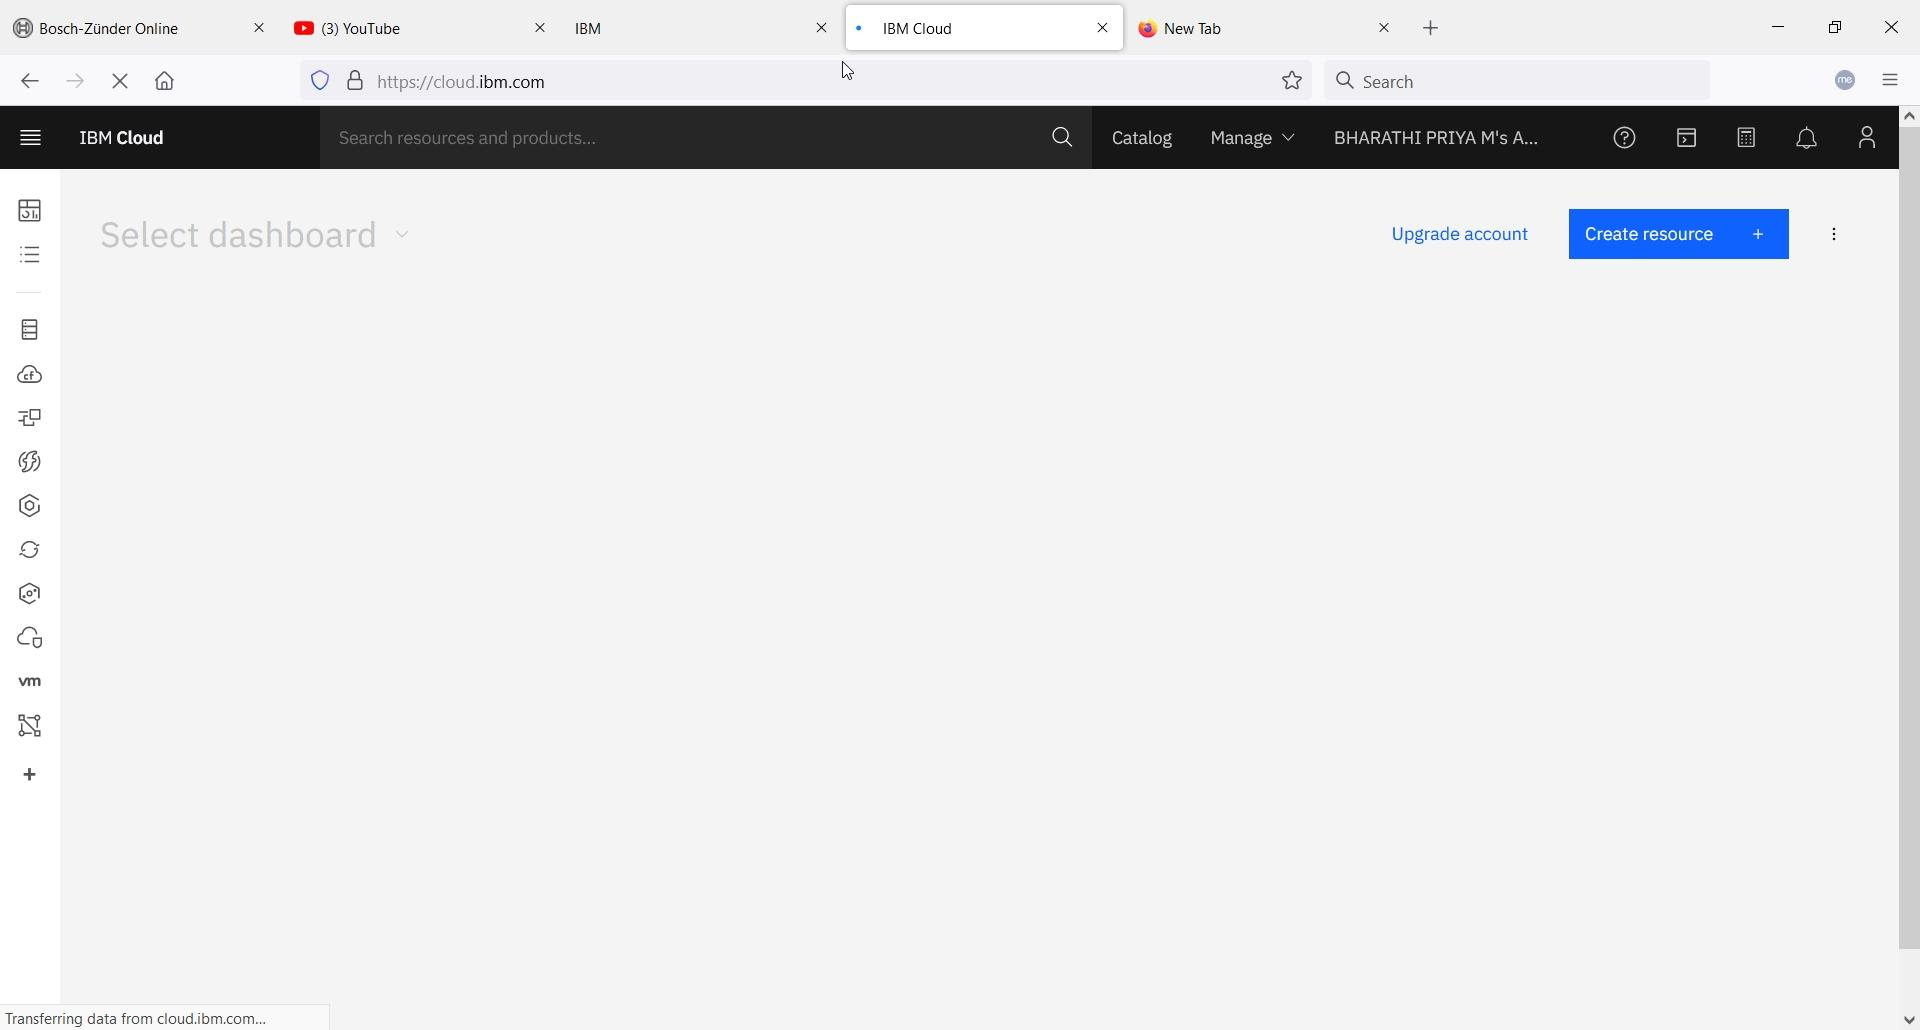 Bosch-Zünder Online
(3) YouTube
IBM
IBM Cloud
New Tab
https://cloud.ibm.com
Search
me
IBM Cloud
Search resources and products...
Catalog
Manage
BHARATHI PRIYA M's A...
Select dashboard
Upgrade account
Create resource +
cf
vm
Transferring data from cloud.ibm.com...